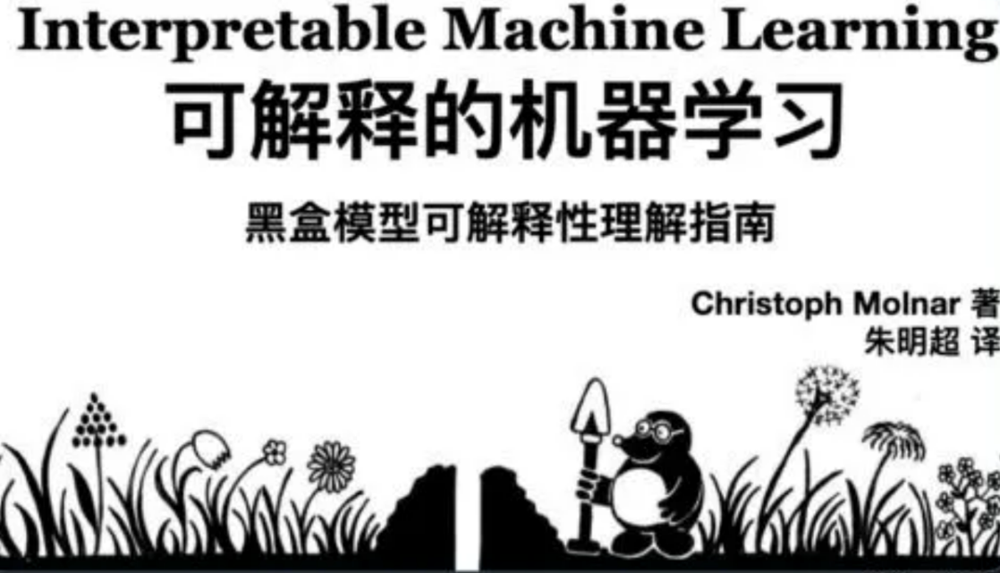 Interpretable Machine Learning
可解释的机器学习
黑盒模型可解释性理解指南
Christoph Molnar 著
朱明超 译